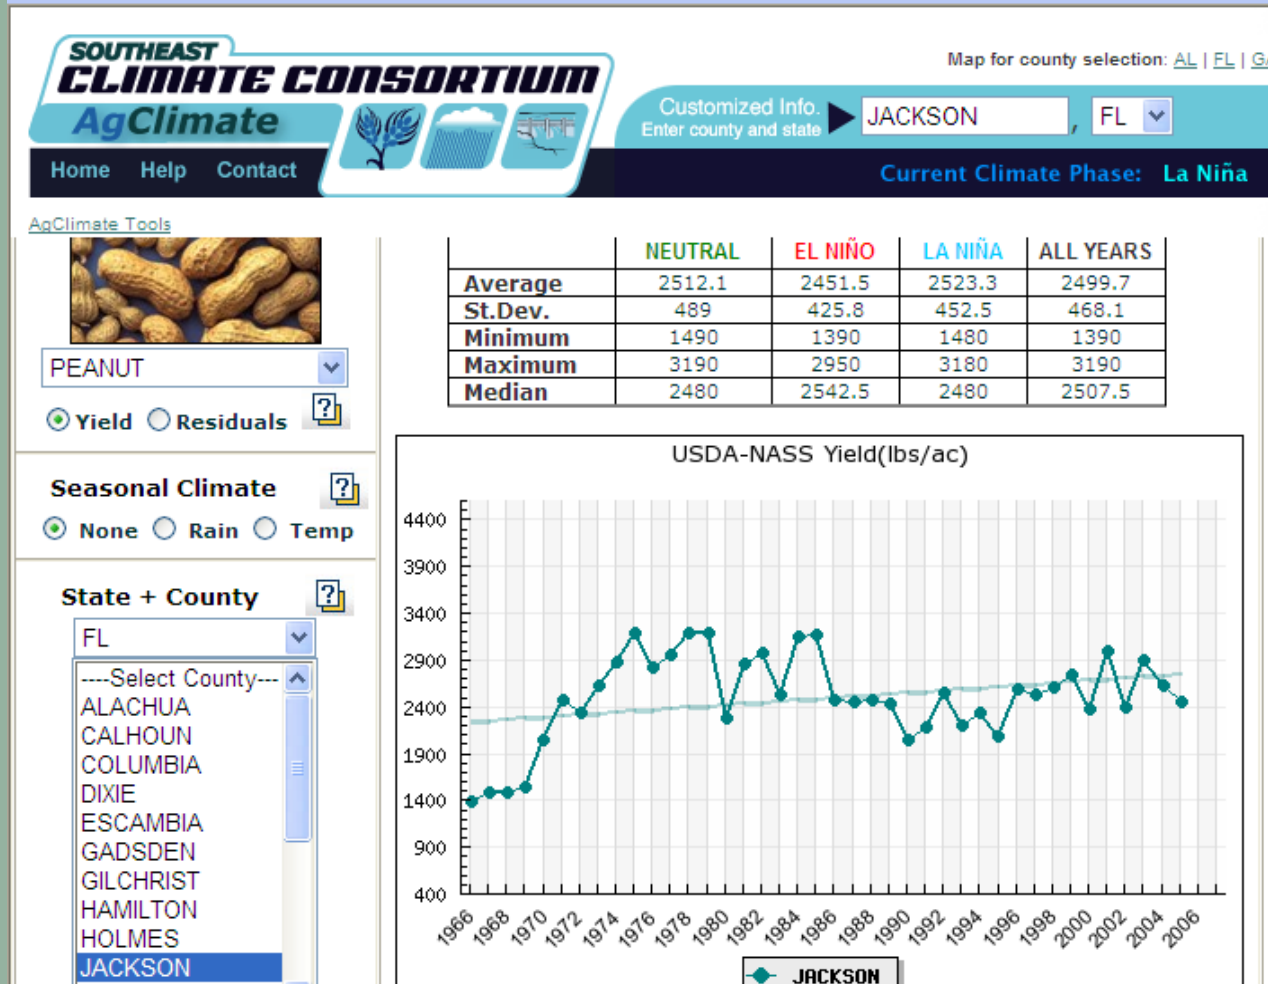 SOUTHEAST
CLIMATE CONSORTIUM
AgClimate
Map for county selection: AL | FL | GA
Customized Info.
Enter county and state
JACKSON , FL
Home Help Contact
Current Climate Phase: La Niña
AgClimate Tools
NEUTRAL EL NIÑO LA NIÑA ALL YEARS
Average 2512.1 2451.5 2523.3 2499.7
St.Dev. 489 425.8 452.5 468.1
Minimum 1490 1390 1480 1390
Maximum 3190 2950 3180 3190
Median 2480 2542.5 2480 2507.5
PEANUT
Yield Residuals ?
Seasonal Climate ?
None Rain Temp
State + County ?
FL
----Select County---
ALACHUA
CALHOUN
COLUMBIA
DIXIE
ESCAMBIA
GADSDEN
GILCHRIST
HAMILTON
HOLMES
JACKSON
USDA-NASS Yield(lbs/ac)
4400
3900
3400
2900
2400
1900
1400
900
400
1966 1968 1970 1972 1974 1976 1978 1980 1982 1984 1986 1988 1990 1992 1994 1996 1998 2000 2002 2004 2006
JACKSON